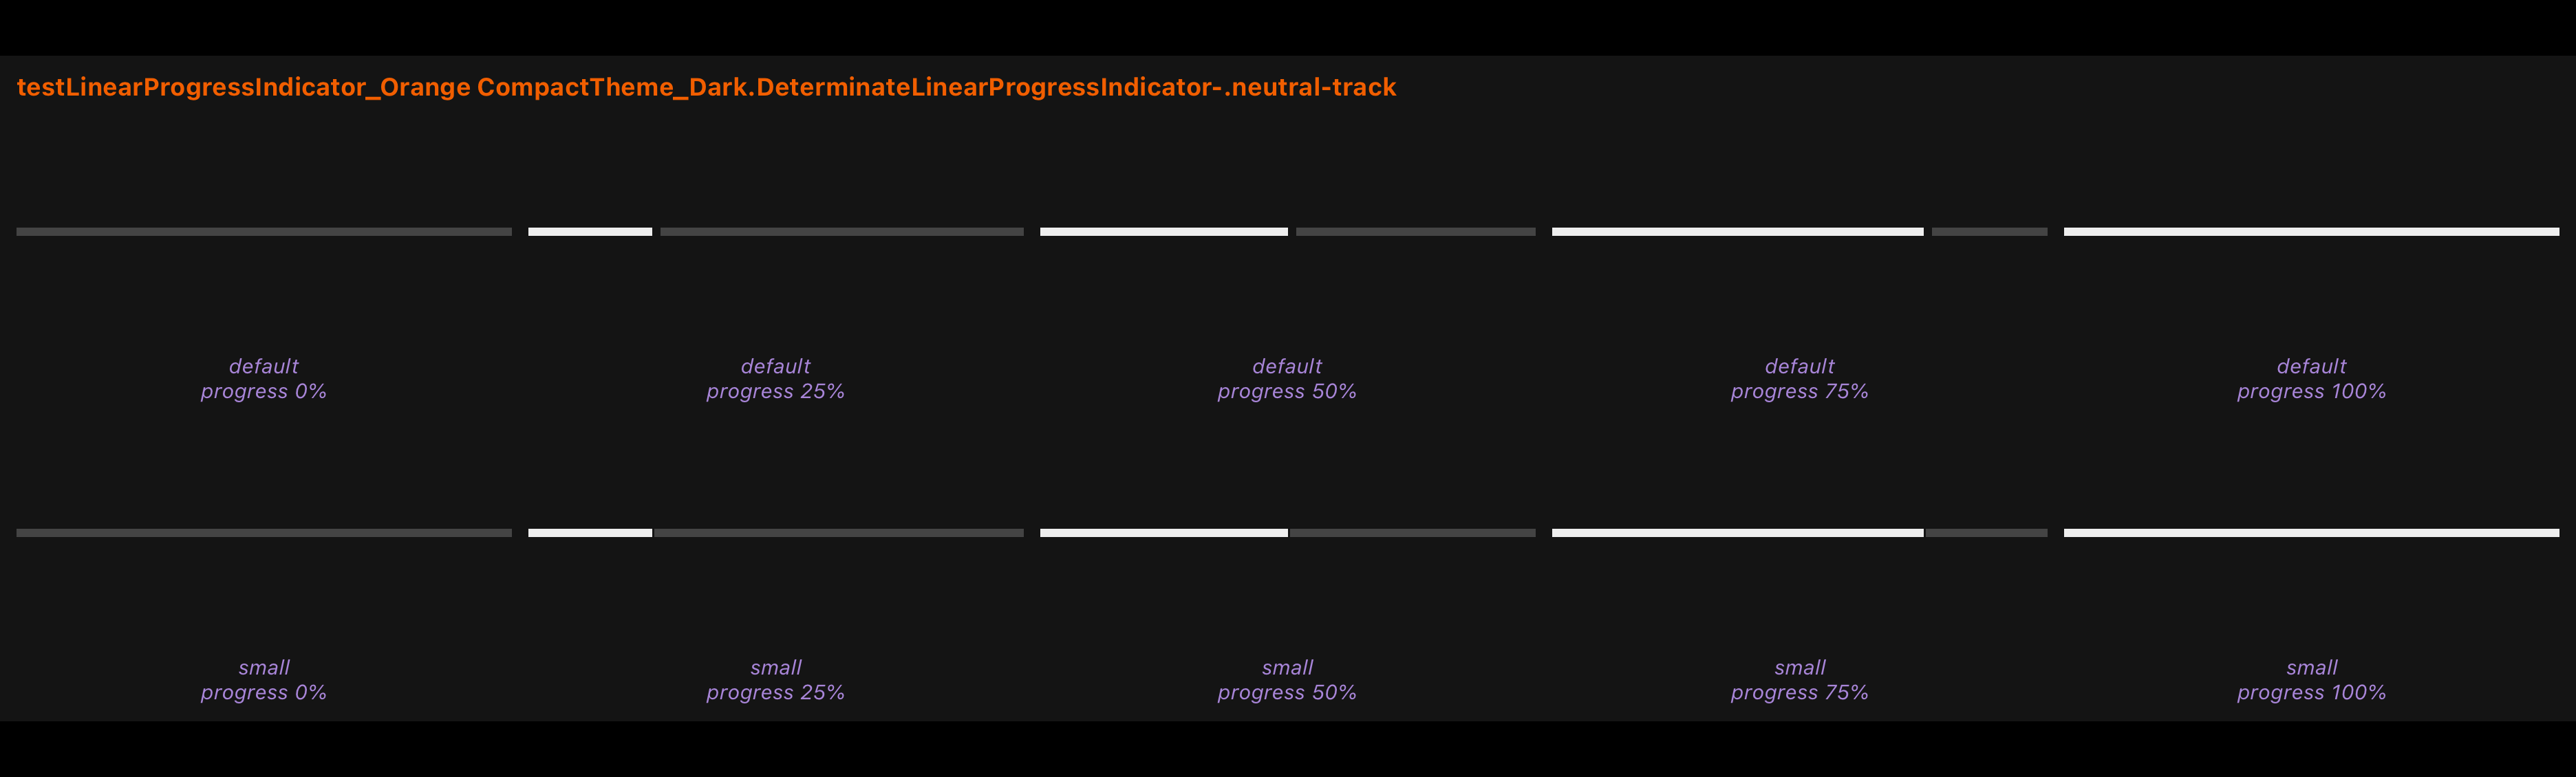 testLinearProgressIndicator_Orange CompactTheme_Dark.DeterminateLinearProgressIndicator-.neutral-track
default
progress 0%
default
progress 25%
default
progress 50%
default
progress 75%
default
progress 100%
small
progress 0%
small
progress 25%
small
progress 50%
small
progress 75%
small
progress 100%